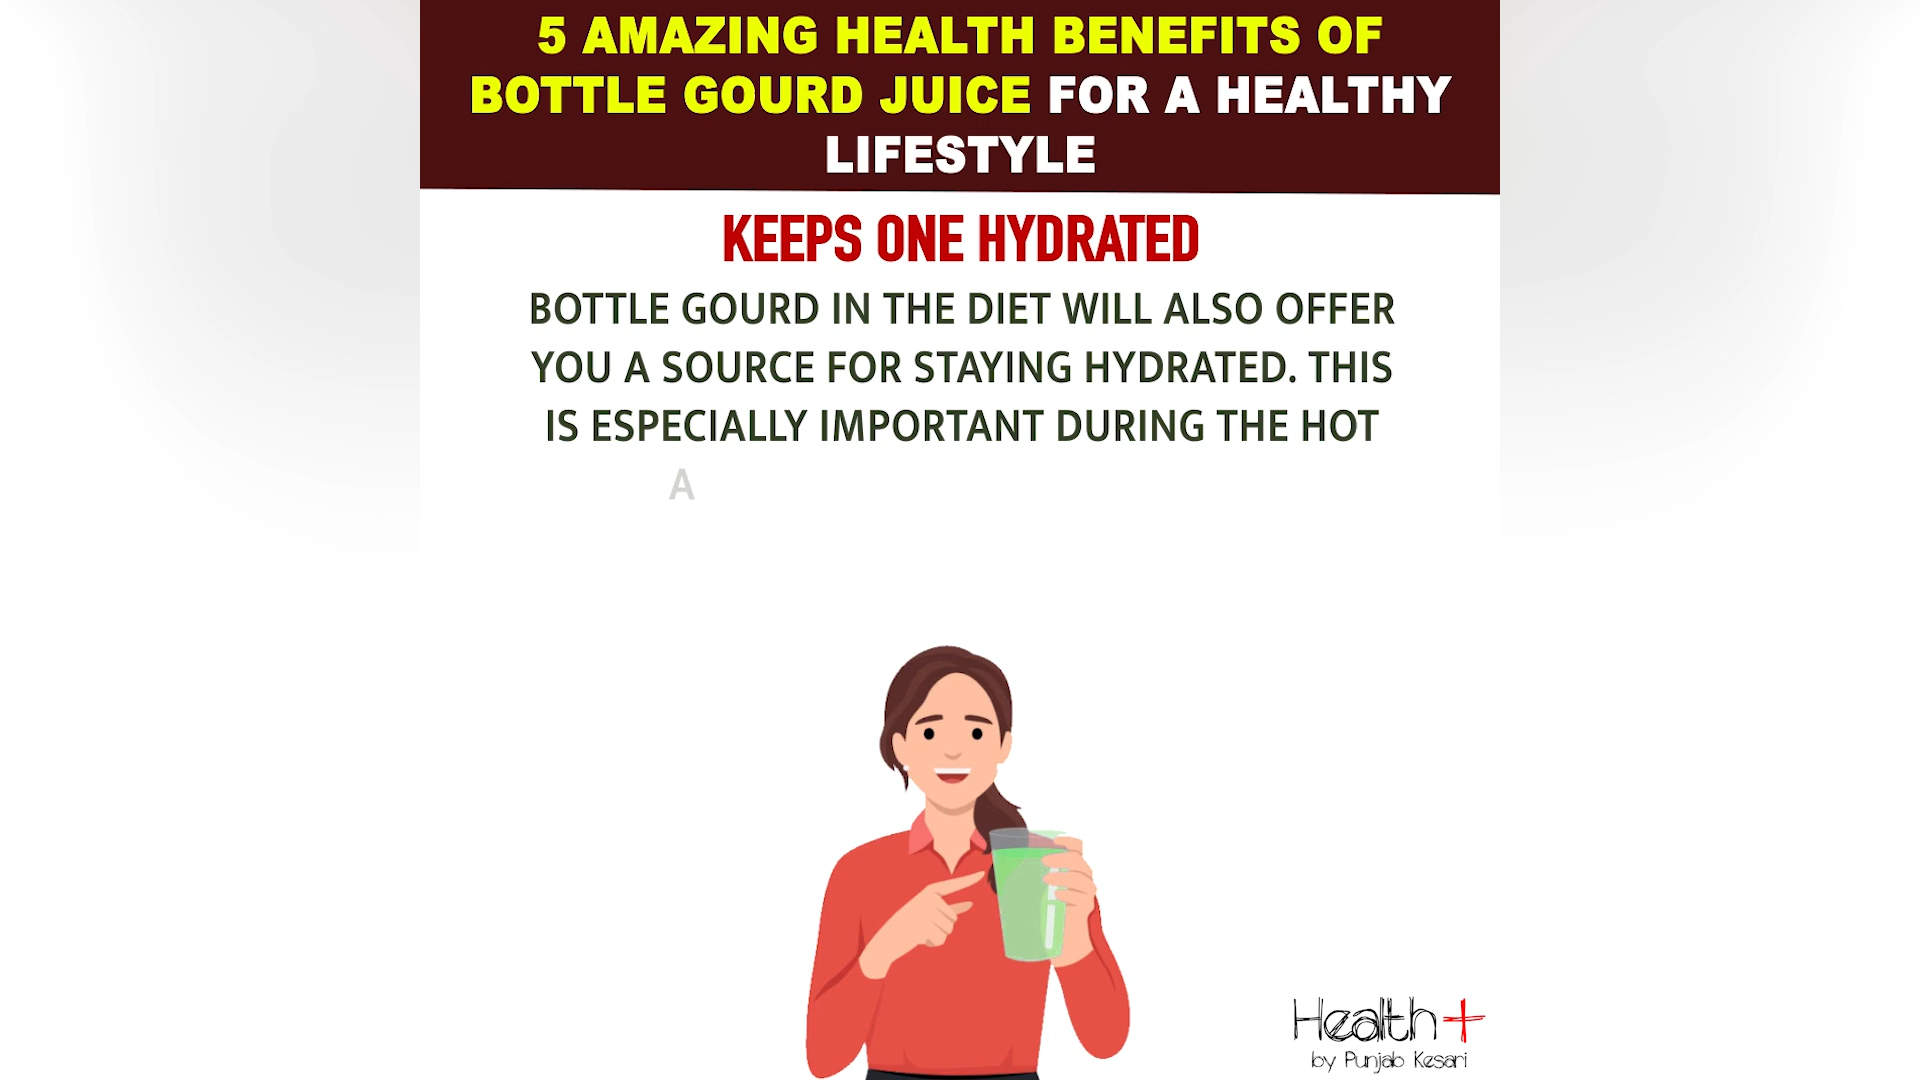 5 AMAZING HEALTH BENEFITS OF
BOTTLE GOURD JUICE FOR A HEALTHY
LIFESTYLE
KEEPS ONE HYDRATED
BOTTLE GOURD IN THE DIET WILL ALSO OFFER
YOU A SOURCE FOR STAYING HYDRATED. THIS
IS ESPECIALLY IMPORTANT DURING THE HOT
A
Health+
by Punjab Kesari